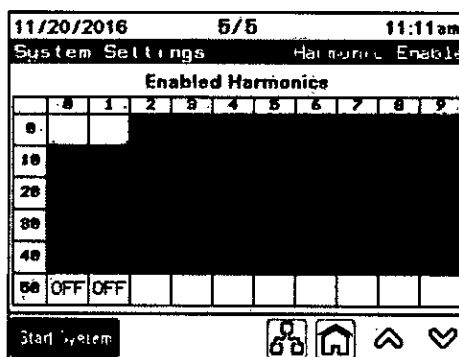 11/20/2016 5/5 11:11am
System Settings Harmonic Enable
Enabled Harmonics
0 1 2 3 4 5 6 7 8 9
0
10
20
30
40
50 OFF OFF
Start System